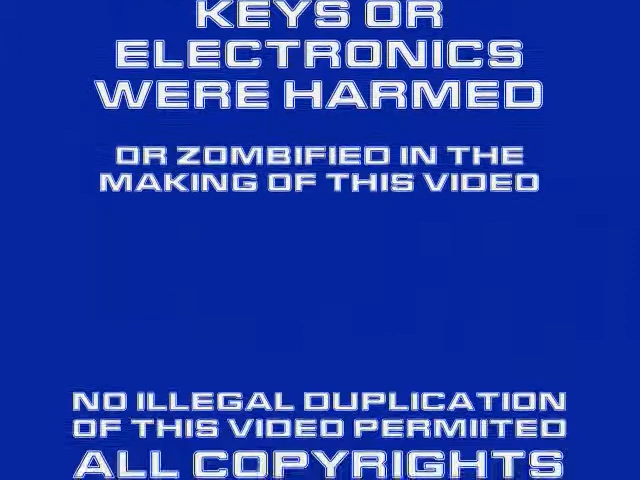 KEYS OR
ELECTRONICS
WERE HARMED
OR ZOMBIFIED IN THE
MAKING OF THIS VIDEO
NO ILLEGAL DUPLICATION
OF THIS VIDEO PERMIITED
ALL COPYRIGHTS